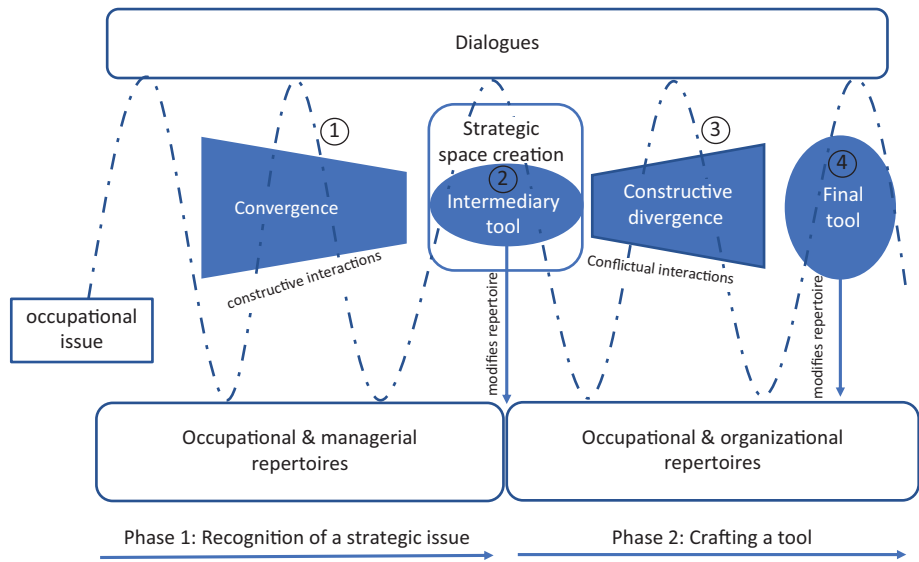 Dialogues
1
Convergence
constructive interactions
Strategic
space creation
2
Intermediary
tool
modifies repertoire
3
Constructive
divergence
Conflictual interactions
4
Final
tool
modifies repertoire
occupational
issue
Occupational & managerial
repertoires
Occupational & organizational
repertoires
Phase 1: Recognition of a strategic issue
Phase 2: Crafting a tool